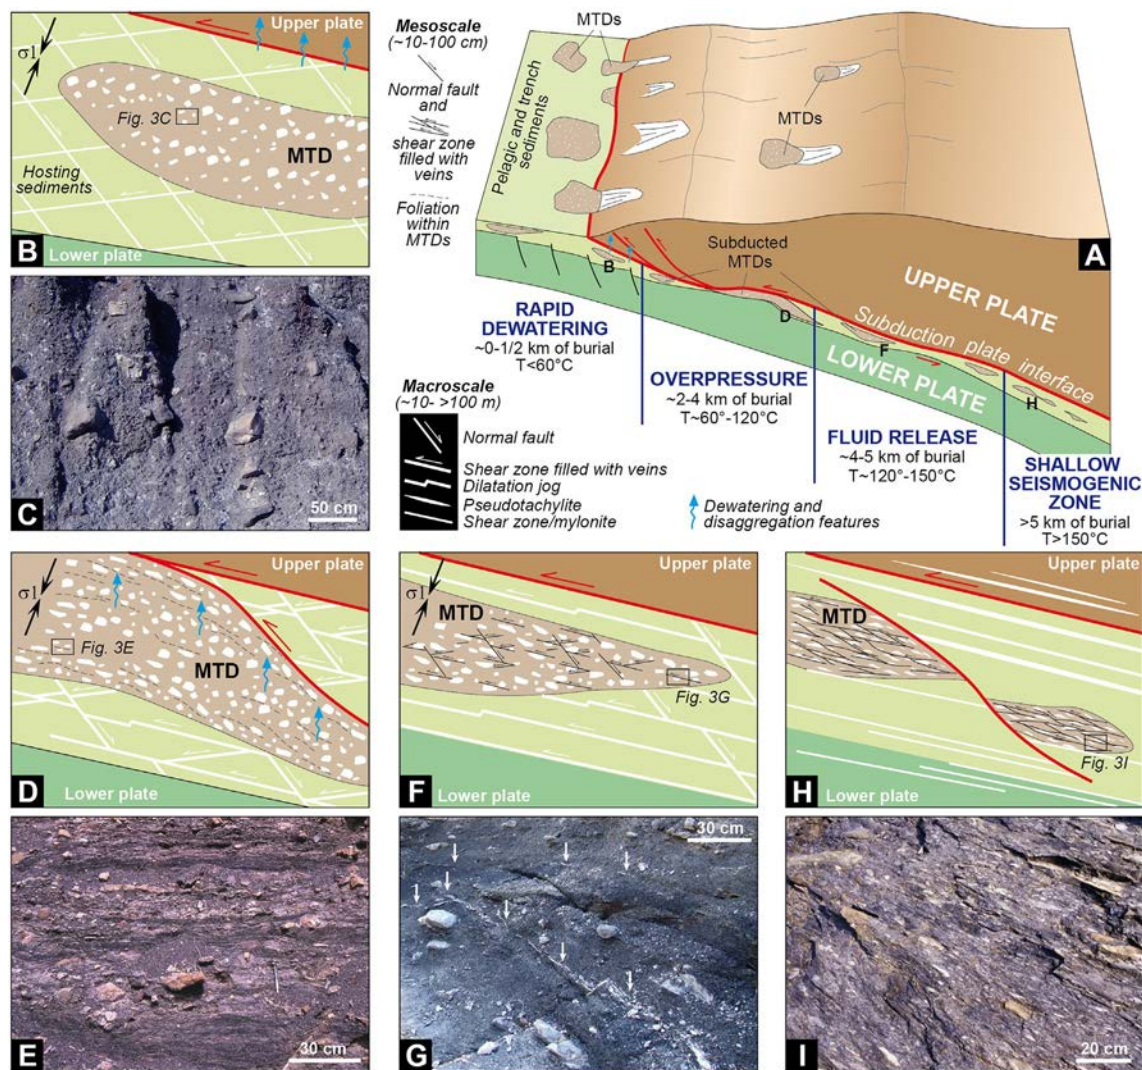 B
σ1
Upper plate
Fig. 3C
MTD
Hosting
sediments
Lower plate
C
50 cm
Mesoscale
(~10-100 cm)
Normal fault
and
shear zone
filled with
veins
Foliation
within
MTDs
Macroscale
(~10- >100 m)
Normal fault
Shear zone filled with veins
Dilatation jog
Pseudotachylite
Shear zone/mylonite
Dewatering and
disaggregation features
MTDs
MTDs
Pelagic and trench
sediments
A
Subducted
MTDs
UPPER PLATE
Subduction plate interface
LOWER PLATE
B
D
F
H
RAPID
DEWATERING
~0-1/2 km of burial
T<60°C
OVERPRESSURE
~2-4 km of burial
T~60°-120°C
FLUID RELEASE
~4-5 km of burial
T~120°-150°C
SHALLOW
SEISMOGENIC
ZONE
>5 km of burial
T>150°C
σ1
Upper plate
Fig. 3E
MTD
D
Lower plate
σ1
Upper plate
MTD
Fig. 3G
F
Lower plate
Upper plate
MTD
Fig. 3I
H
Lower plate
E
30 cm
30 cm
G
I
20 cm